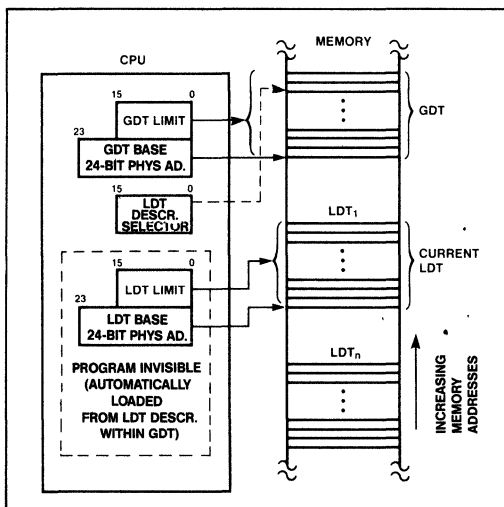 CPU
MEMORY
15 0
GDT LIMIT
23
GDT BASE
24-BIT PHYS AD.
15 0
LDT
DESCR.
SELECTOR
15 0
LDT LIMIT
23
LDT BASE
24-BIT PHYS AD.
PROGRAM INVISIBLE
(AUTOMATICALLY
LOADED
FROM LDT DESCR.
WITHIN GDT)
GDT
LDT1
CURRENT
LDT
LDTn
INCREASING
MEMORY
ADDRESSES